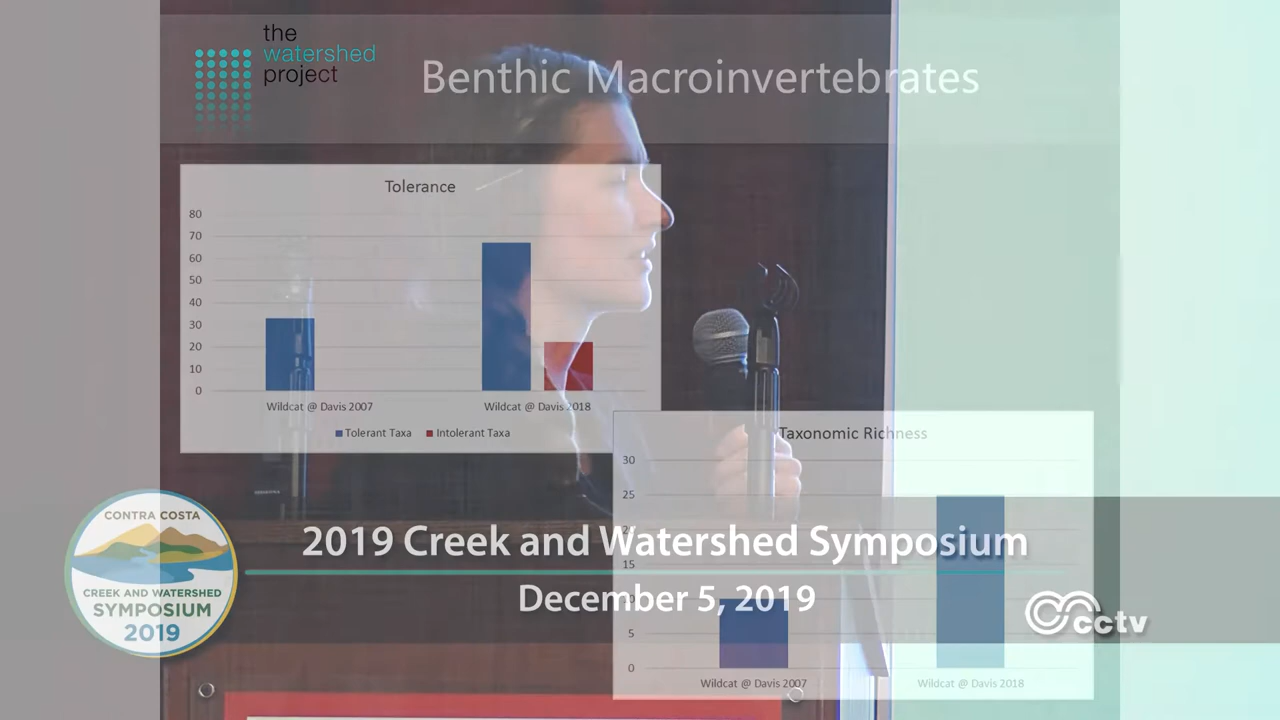 the
watershed
project
Benthic Macroinvertebrates
Tolerance
80
70
60
50
40
30
20
10
0
Wildcat @ Davis 2007
Wildcat @ Davis 2018
Tolerant Taxa
Intolerant Taxa
Taxonomic Richness
30
25
15
5
0
Wildcat @ Davis 2007
Wildcat @ Davis 2018
CONTRA COSTA
CREEK AND WATERSHED
SYMPOSIUM
2019
2019 Creek and Watershed Symposium
December 5, 2019
cctv